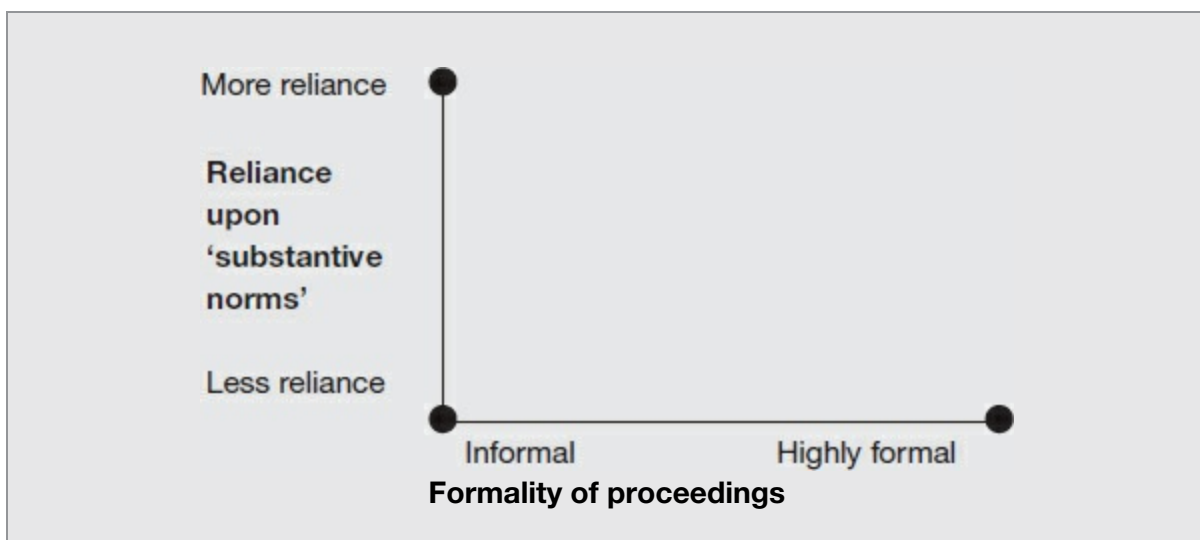 More reliance
Reliance
upon
‘substantive
norms’
Less reliance
Informal
Highly formal
Formality of proceedings